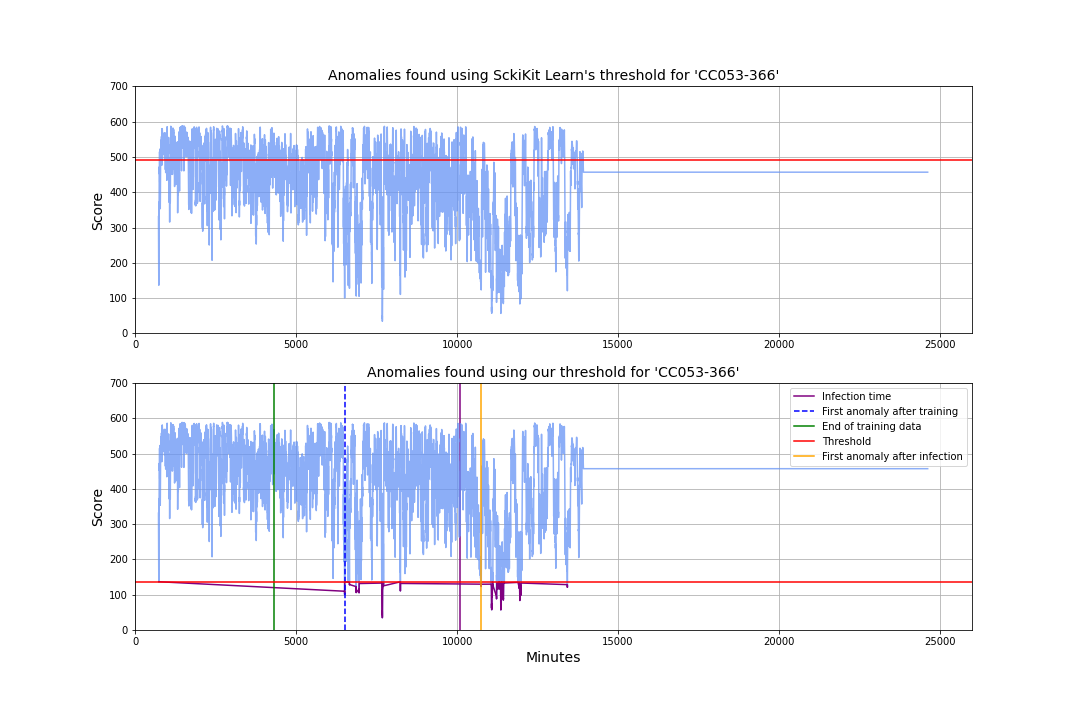 Anomalies found using SckiKit Learn's threshold for 'CC053-366'
700
600
500
400
300
200
100
0
Score
0 5000 10000 15000 20000 25000
Anomalies found using our threshold for 'CC053-366'
700
600
500
400
300
200
100
0
Score
Infection time
First anomaly after training
End of training data
Threshold
First anomaly after infection
0 5000 10000 15000 20000 25000
Minutes